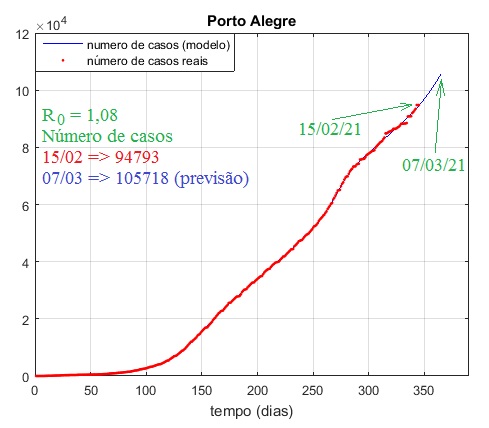 Porto Alegre
×10⁴
12
10
8
6
4
2
0
numero de casos (modelo)
número de casos reais
R₀ = 1,08
Número de casos
15/02 => 94793
07/03 => 105718 (previsão)
15/02/21
07/03/21
0 50 100 150 200 250 300 350
tempo (dias)